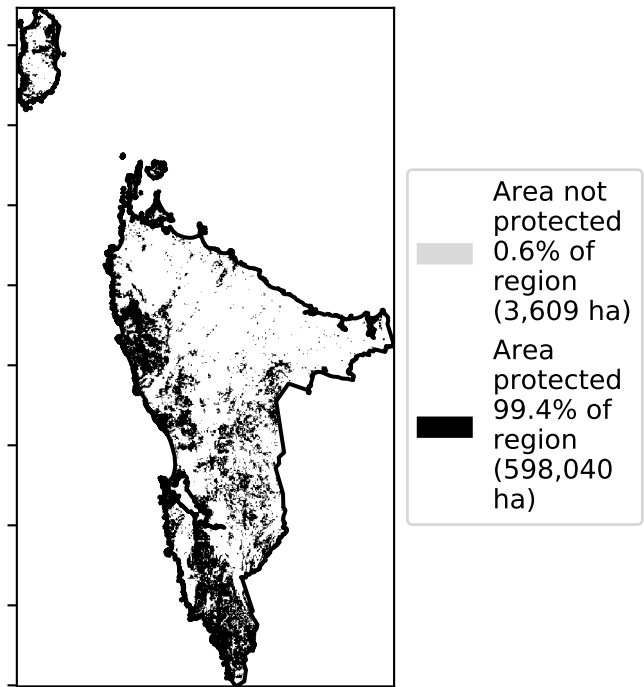 Area not
protected
0.6% of
region
(3,609 ha)
Area
protected
99.4% of
region
(598,040
ha)